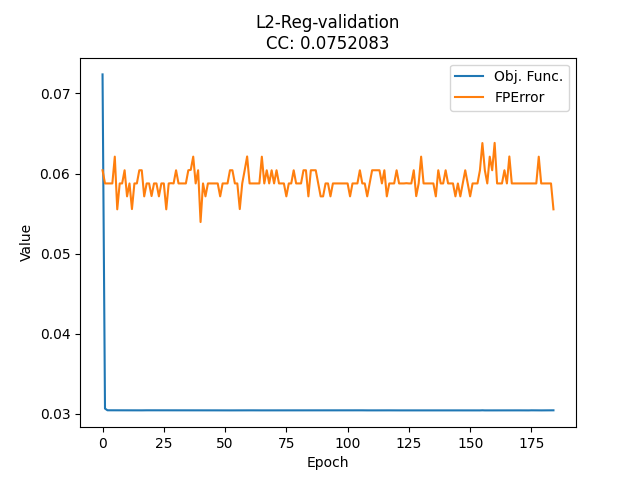 L2-Reg-validation
CC: 0.0752083
Obj. Func.
FPError
Value
0.07
0.06
0.05
0.04
0.03
0 25 50 75 100 125 150 175
Epoch